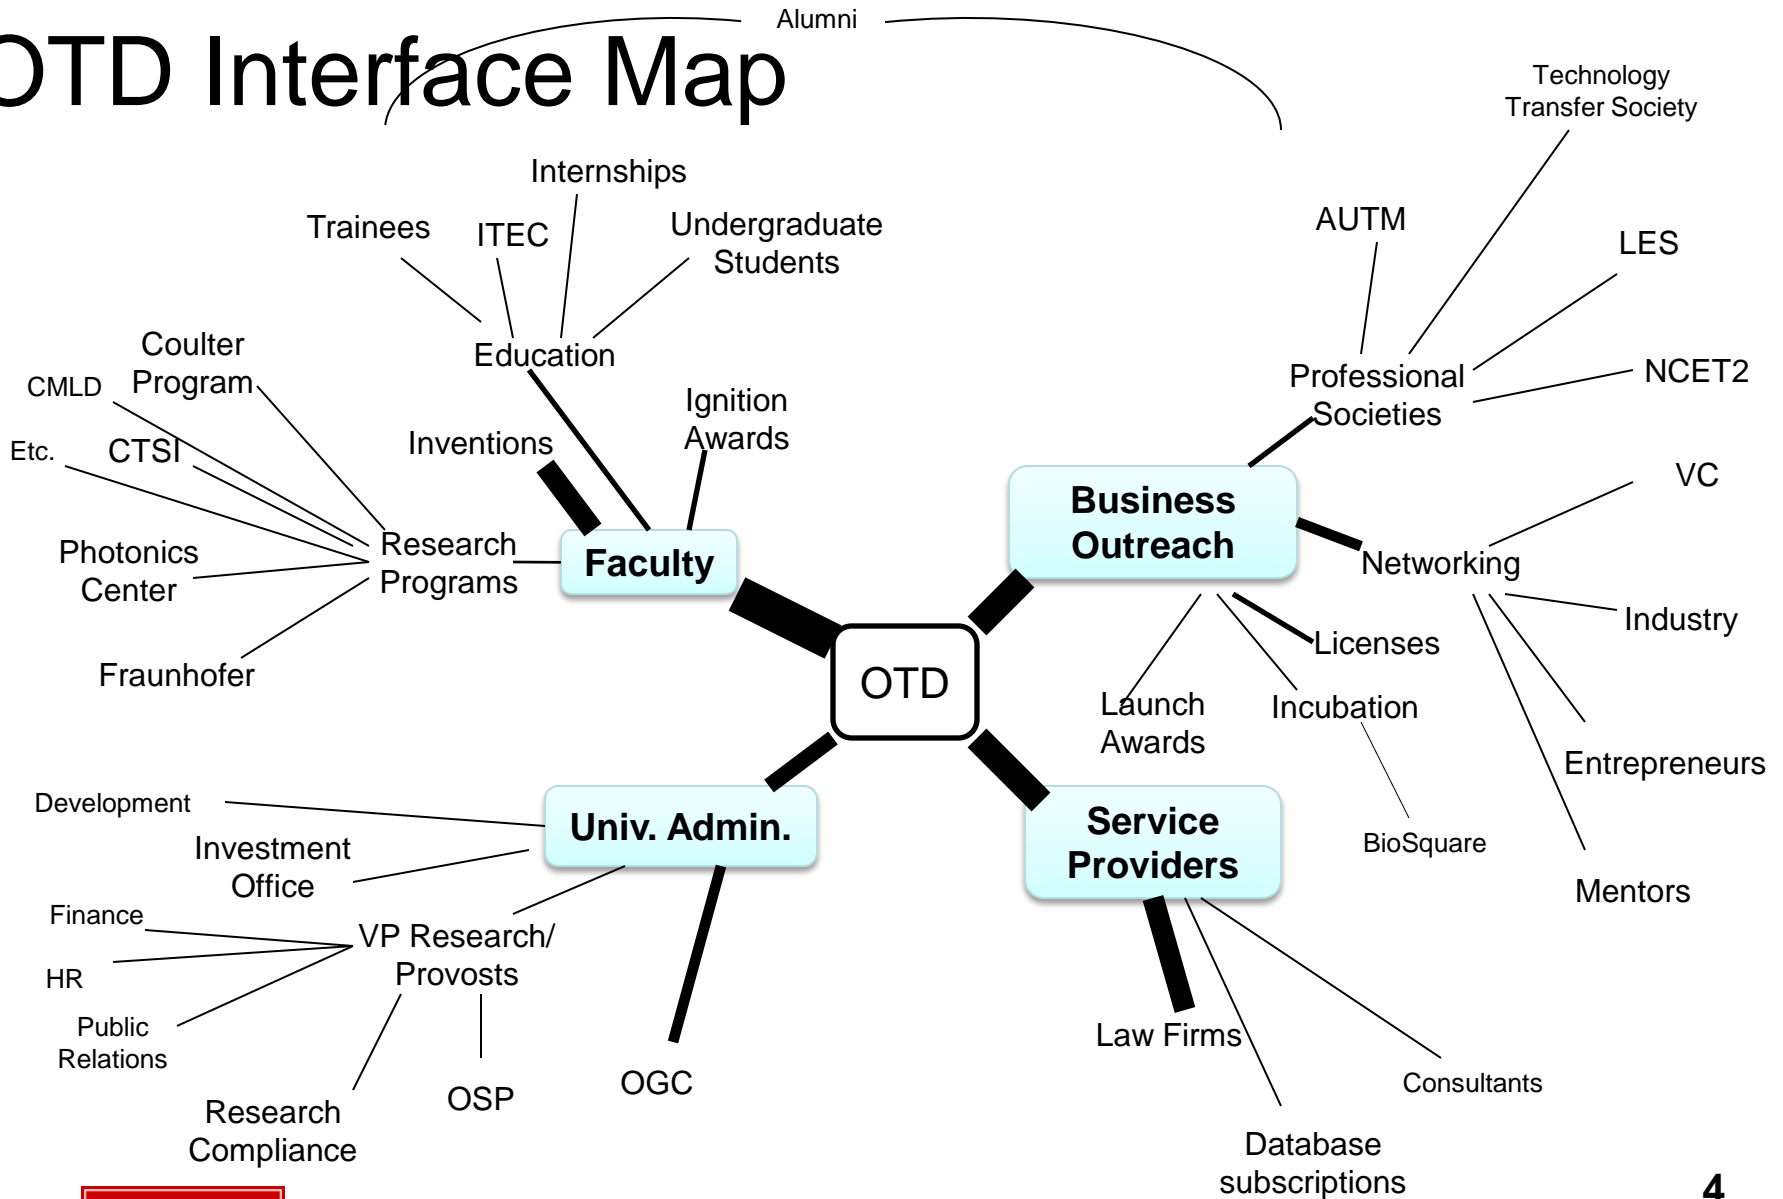 Alumni
OTD Interface Map
Technology
Transfer Society
Internships
Trainees
ITEC
Undergraduate
Students
AUTM
LES
Education
Coulter
Program
CMLD
Etc.
CTSI
Inventions
Ignition
Awards
Professional
Societies
NCET2
VC
Business
Outreach
Research
Programs
Faculty
Photonics
Center
Networking
Industry
Fraunhofer
OTD
Licenses
Launch
Awards
Incubation
Entrepreneurs
BioSquare
Mentors
Development
Univ. Admin.
Service
Providers
Investment
Office
Finance
VP Research/
Provosts
HR
Public
Relations
Research
Compliance
OSP
OGC
Law Firms
Consultants
Database
subscriptions
4